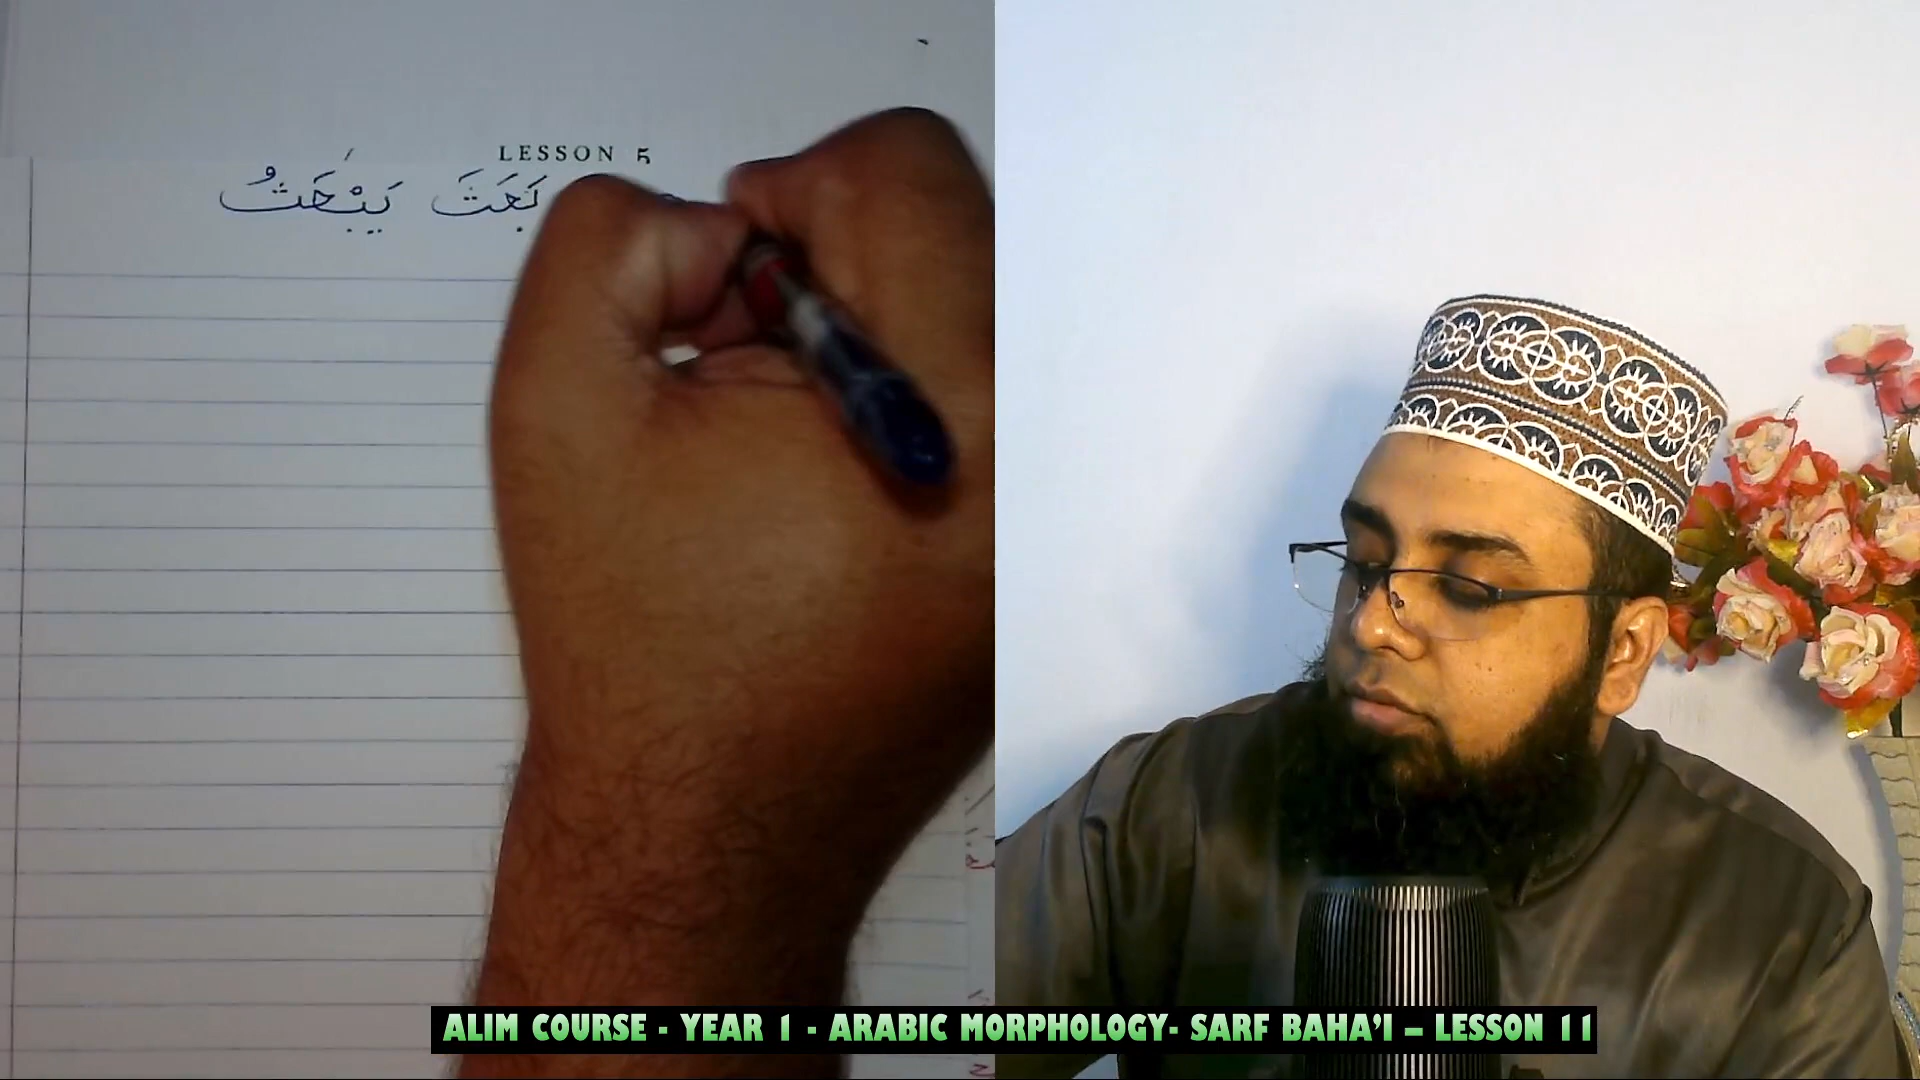 LESSON 5
بَعَثَ يَبْعَثُ
ALIM COURSE - YEAR 1 - ARABIC MORPHOLOGY- SARF BAHA'I – LESSON 11